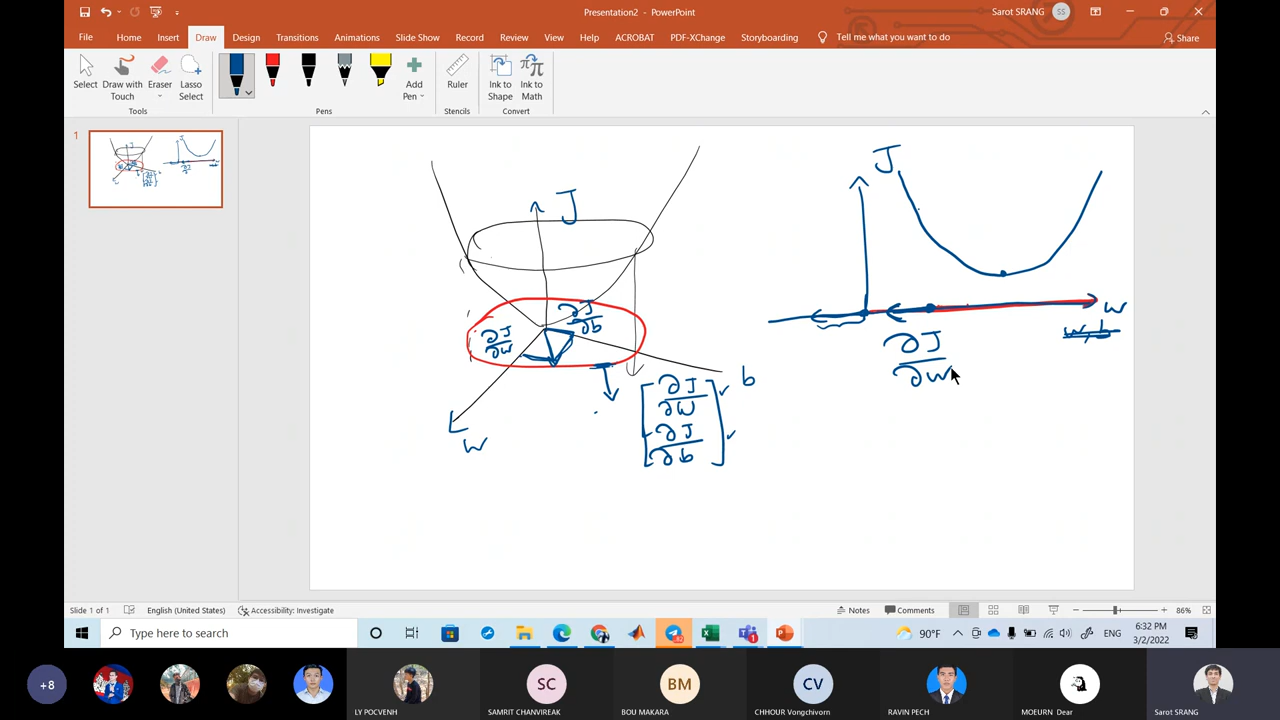 Presentation2 - PowerPoint
Sarot SRANG SS
File Home Insert Draw Design Transitions Animations Slide Show Record Review View Help ACROBAT PDF-XChange Storyboarding Tell me what you want to do Share
Select Draw with Touch Eraser Lasso Select Add Pen Ruler Ink to Shape Ink to Math
Tools Pens Stencils Convert
1
J
J
∂J
∂b
∂J
∂w
b
w
∂J
∂w
∂J
∂b
w
w,b
∂J
∂w
Slide 1 of 1 English (United States) Accessibility: Investigate Notes Comments 86%
Type here to search
90°F ENG 6:32 PM
3/2/2022
+8 SC BM CV
LY POCVENH SAMRIT CHANVIREAK BOU MAKARA CHHOUR Vongchivorn RAVIN PECH MOEURN Dear Sarot SRANG